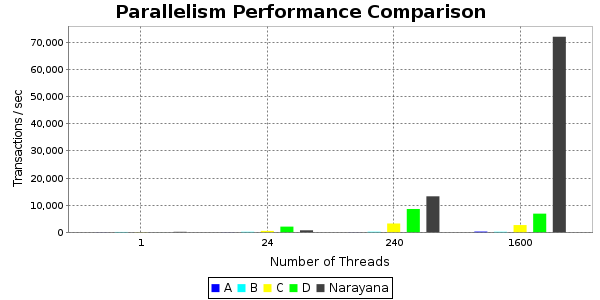 Parallelism Performance Comparison
Transactions / sec
70,000
60,000
50,000
40,000
30,000
20,000
10,000
0
1 24 240 1600
Number of Threads
A B C D Narayana